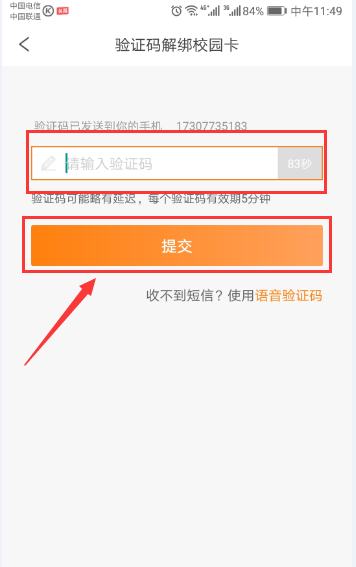 中国电信
中国联通
4G+ 3G 84% 中午11:49
验证码解绑校园卡
验证码已发送到你的手机 17307735183
请输入验证码 83秒
验证码可能略有延迟，每个验证码有效期5分钟
提交
收不到短信？使用语音验证码